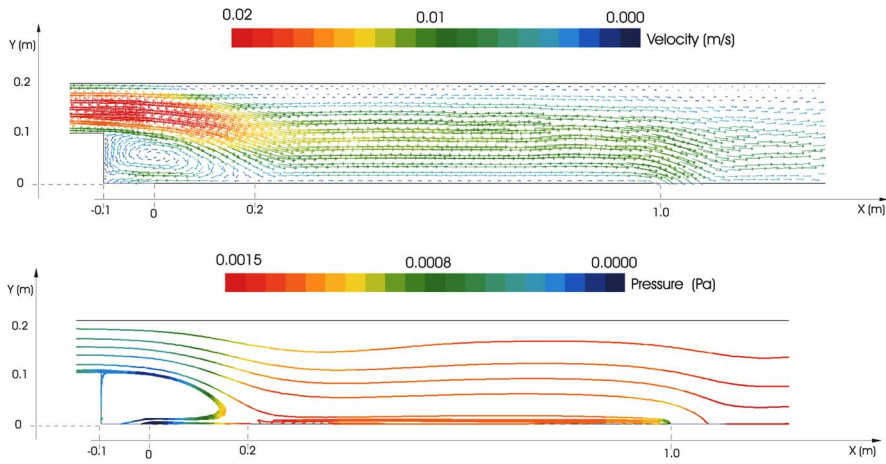 0.02 0.01 0.000
Velocity (m/s)
Y (m)
0.2
0.1
0
-0.1 0 0.2 1.0
X (m)
0.0015 0.0008 0.0000
Pressure (Pa)
Y (m)
0.2
0.1
0
-0.1 0 0.2 1.0
X (m)